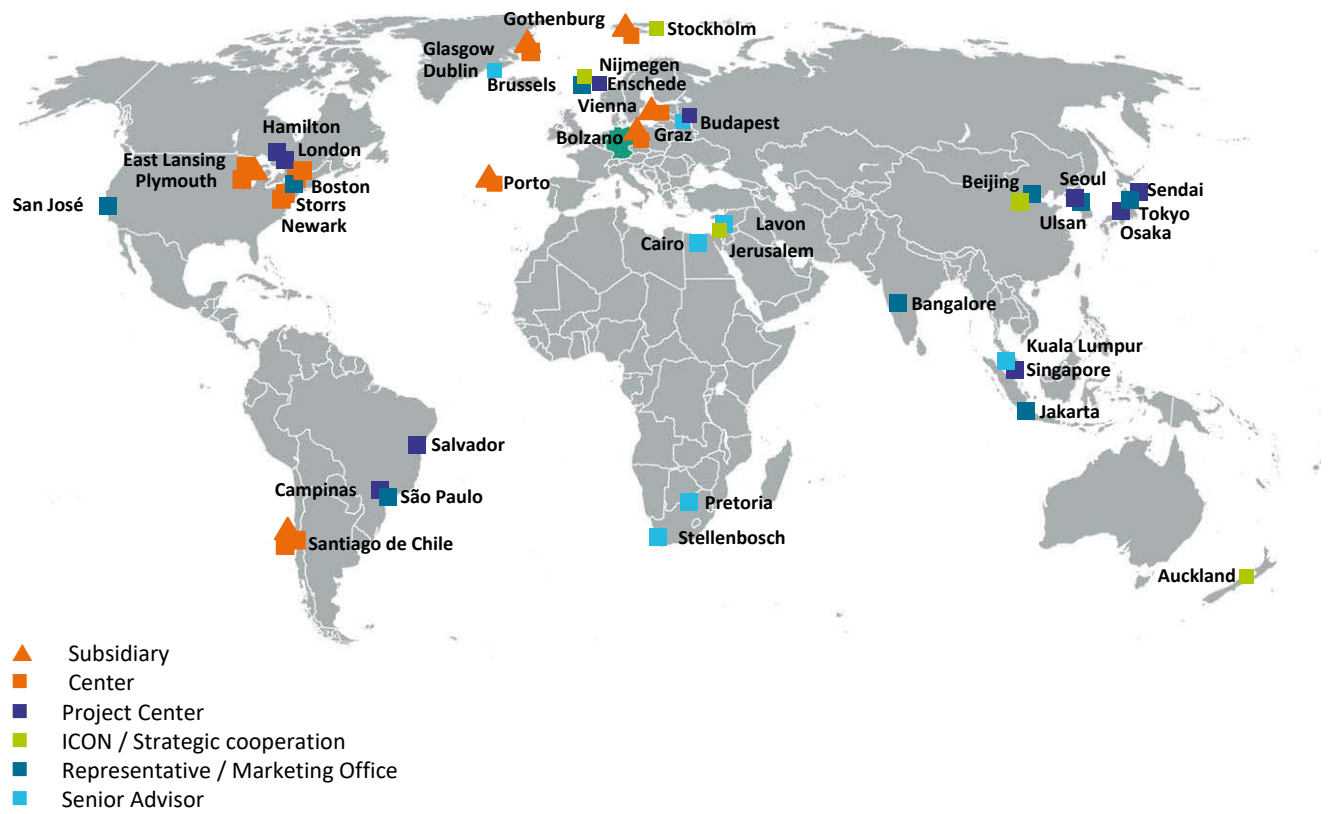 Gothenburg
Stockholm
Glasgow
Dublin
Nijmegen
Brussels
Enschede
Vienna
Budapest
Bolzano
Graz
Hamilton
London
East Lansing
Plymouth
Boston
Storrs
Newark
San José
Porto
Beijing
Seoul
Sendai
Ulsan
Tokyo
Osaka
Lavon
Cairo
Jerusalem
Bangalore
Kuala Lumpur
Singapore
Jakarta
Salvador
Campinas
São Paulo
Pretoria
Santiago de Chile
Stellenbosch
Auckland
Subsidiary
Center
Project Center
ICON / Strategic cooperation
Representative / Marketing Office
Senior Advisor